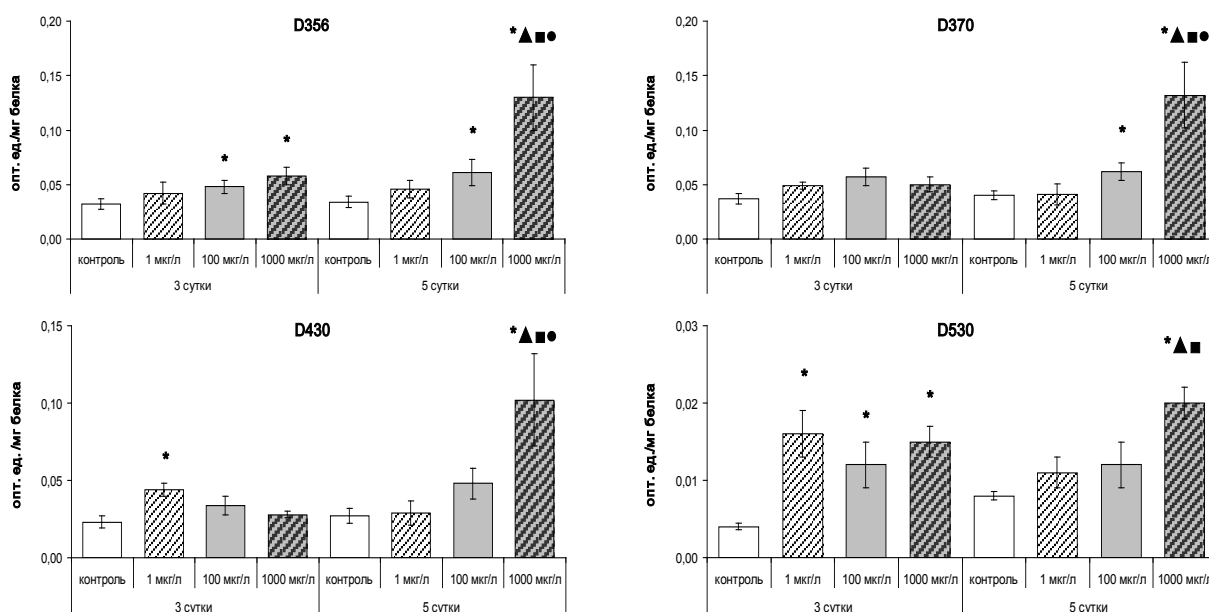 D356
* ▲ ■ ●
опт. ед./мг белка
0,20
0,15
0,10
0,05
0,00
* * *
контроль 1 мкг/л 100 мкг/л 1000 мкг/л контроль 1 мкг/л 100 мкг/л 1000 мкг/л
3 сутки 5 сутки
D370
* ▲ ■ ●
опт. ед./мг белка
0,20
0,15
0,10
0,05
0,00
*
контроль 1 мкг/л 100 мкг/л 1000 мкг/л контроль 1 мкг/л 100 мкг/л 1000 мкг/л
3 сутки 5 сутки
D430
* ▲ ■ ●
опт. ед./мг белка
0,15
0,10
0,05
0,00
*
контроль 1 мкг/л 100 мкг/л 1000 мкг/л контроль 1 мкг/л 100 мкг/л 1000 мкг/л
3 сутки 5 сутки
D530
* ▲ ■
опт. ед./мг белка
0,03
0,02
0,01
0,00
* * *
контроль 1 мкг/л 100 мкг/л 1000 мкг/л контроль 1 мкг/л 100 мкг/л 1000 мкг/л
3 сутки 5 сутки